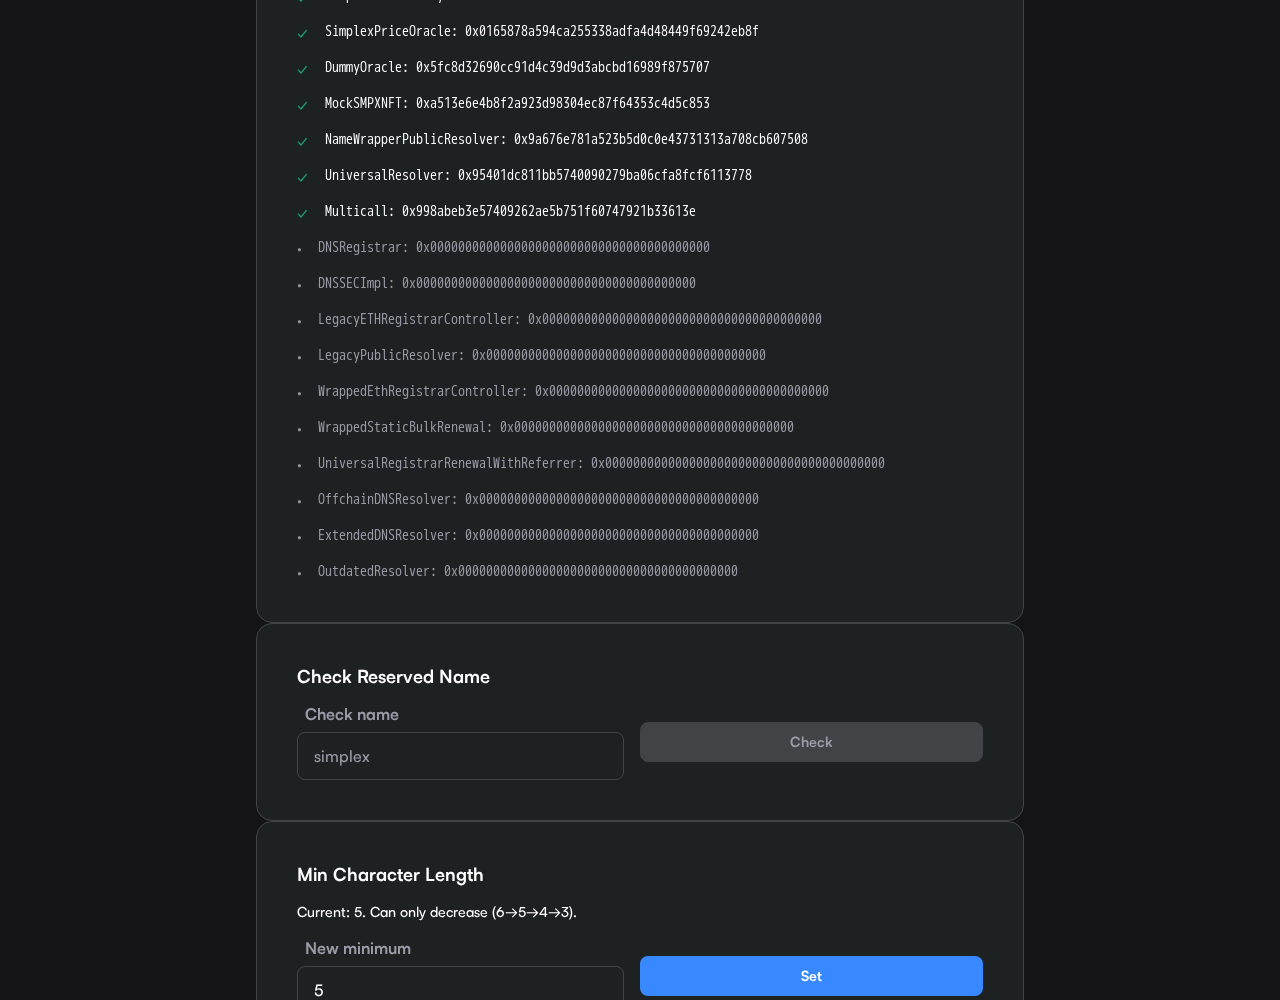 SimplexPriceOracle: 0x0165878a594ca255338adfa4d48449f69242eb8f
DummyOracle: 0x5fc8d32690cc91d4c39d9d3abcbd16989f875707
MockSMPXNFT: 0xa513e6e4b8f2a923d98304ec87f64353c4d5c853
NameWrapperPublicResolver: 0x9a676e781a523b5d0c0e43731313a708cb607508
UniversalResolver: 0x95401dc811bb5740090279ba06cfa8fcf6113778
Multicall: 0x998abeb3e57409262ae5b751f60747921b33613e
DNSRegistrar: 0x0000000000000000000000000000000000000000
DNSSECImpl: 0x0000000000000000000000000000000000000000
LegacyETHRegistrarController: 0x0000000000000000000000000000000000000000
LegacyPublicResolver: 0x0000000000000000000000000000000000000000
WrappedEthRegistrarController: 0x0000000000000000000000000000000000000000
WrappedStaticBulkRenewal: 0x0000000000000000000000000000000000000000
UniversalRegistrarRenewalWithReferrer: 0x0000000000000000000000000000000000000000
OffchainDNSResolver: 0x0000000000000000000000000000000000000000
ExtendedDNSResolver: 0x0000000000000000000000000000000000000000
OutdatedResolver: 0x0000000000000000000000000000000000000000
Check Reserved Name
Check name
simplex
Check
Min Character Length
Current: 5. Can only decrease (6→5→4→3).
New minimum
5
Set